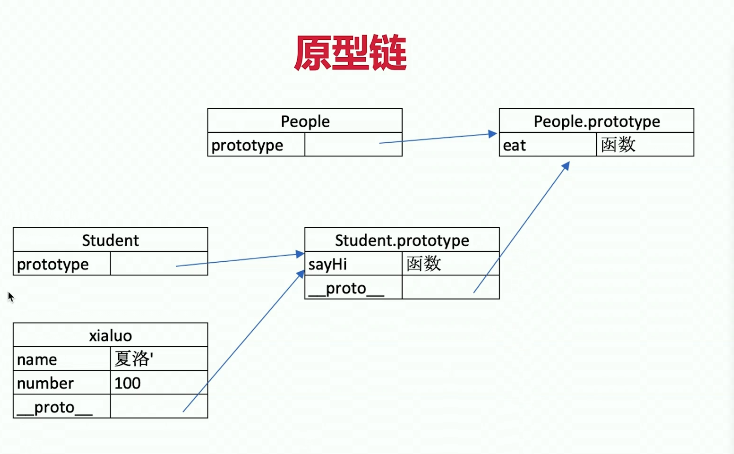 原型链
People
prototype
People.prototype
eat 函数
Student
prototype
Student.prototype
sayHi 函数
__proto__
xialuo
name 夏洛'
number 100
__proto__